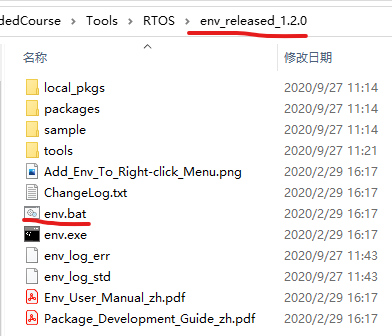 dedCourse › Tools › RTOS › env_released_1.2.0
名称 修改日期
local_pkgs 2020/9/27 11:14
packages 2020/9/27 11:14
sample 2020/9/27 11:14
tools 2020/9/27 11:21
Add_Env_To_Right-click_Menu.png 2020/2/29 16:17
ChangeLog.txt 2020/2/29 16:17
env.bat 2020/2/29 16:17
env.exe 2020/2/29 16:17
env_log_err 2020/9/27 11:43
env_log_std 2020/9/27 11:43
Env_User_Manual_zh.pdf 2020/2/29 16:17
Package_Development_Guide_zh.pdf 2020/2/29 16:17